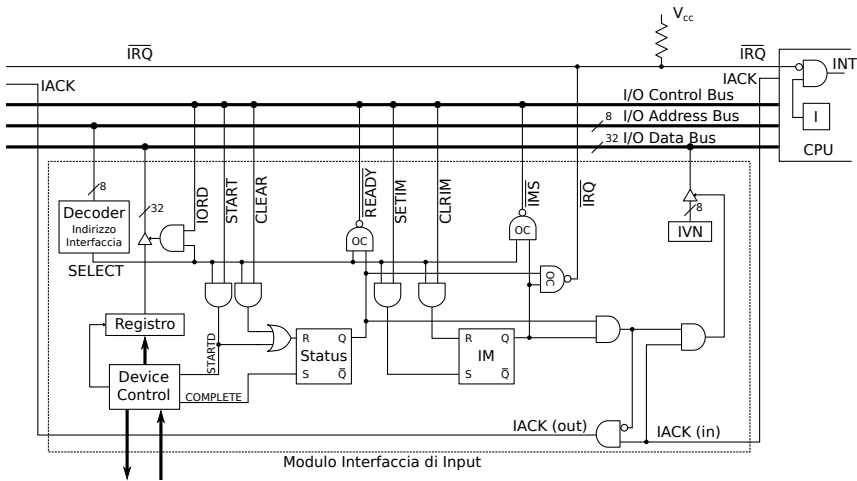 Vcc
IRQ
IRQ
INT
IACK
IACK
I/O Control Bus
I
8
I/O Address Bus
32
I/O Data Bus
CPU
8
32
IORD
START
CLEAR
READY
SETIM
CLRIM
IMS
IRQ
8
Decoder
Indirizzo
Interfaccia
OC
OC
OC
IVN
SELECT
Registro
STARTD
R Q
Status
S Q
R Q
IM
S Q
Device
Control
COMPLETE
IACK (out)
IACK (in)
Modulo Interfaccia di Input